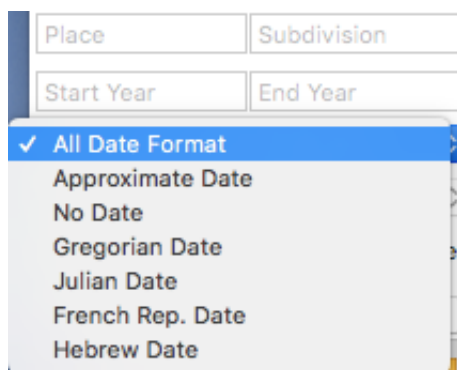 Place Subdivision
Start Year End Year
✓ All Date Format
Approximate Date
No Date
Gregorian Date
Julian Date
French Rep. Date
Hebrew Date